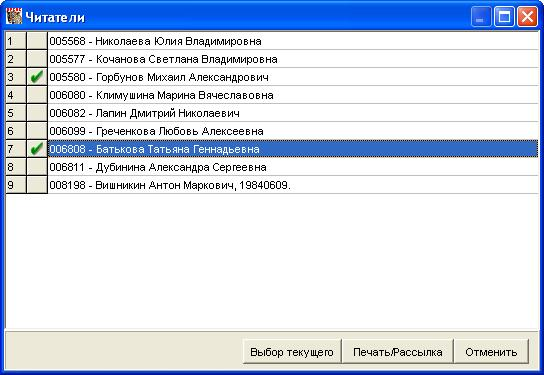 Читатели
1 005568 - Николаева Юлия Владимировна
2 005577 - Кочанова Светлана Владимировна
3 005580 - Горбунов Михаил Александрович
4 006080 - Климушина Марина Вячеславовна
5 006082 - Лапин Дмитрий Николаевич
6 006099 - Греченкова Любовь Алексеевна
7 006808 - Батькова Татьяна Геннадьевна
8 006811 - Дубинина Александра Сергеевна
9 008198 - Вишникин Антон Маркович, 19840609.
Выбор текущего Печать/Рассылка Отменить